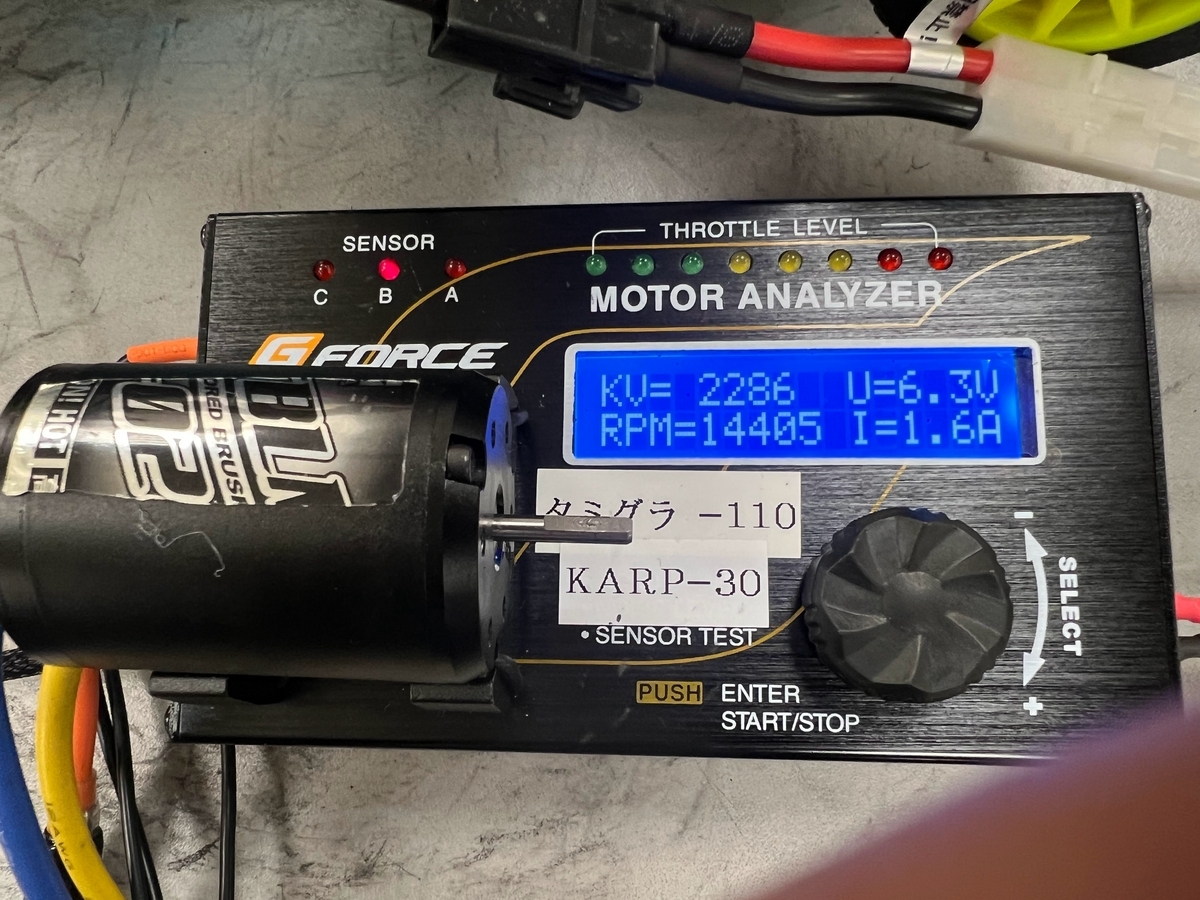 SENSOR
C B A
THROTTLE LEVEL
MOTOR ANALYZER
G FORCE
KV= 2286 U=6.3V
RPM=14405 I=1.6A
タミグラ -110
KARP-30
• SENSOR TEST
PUSH ENTER
START/STOP
− SELECT +
02